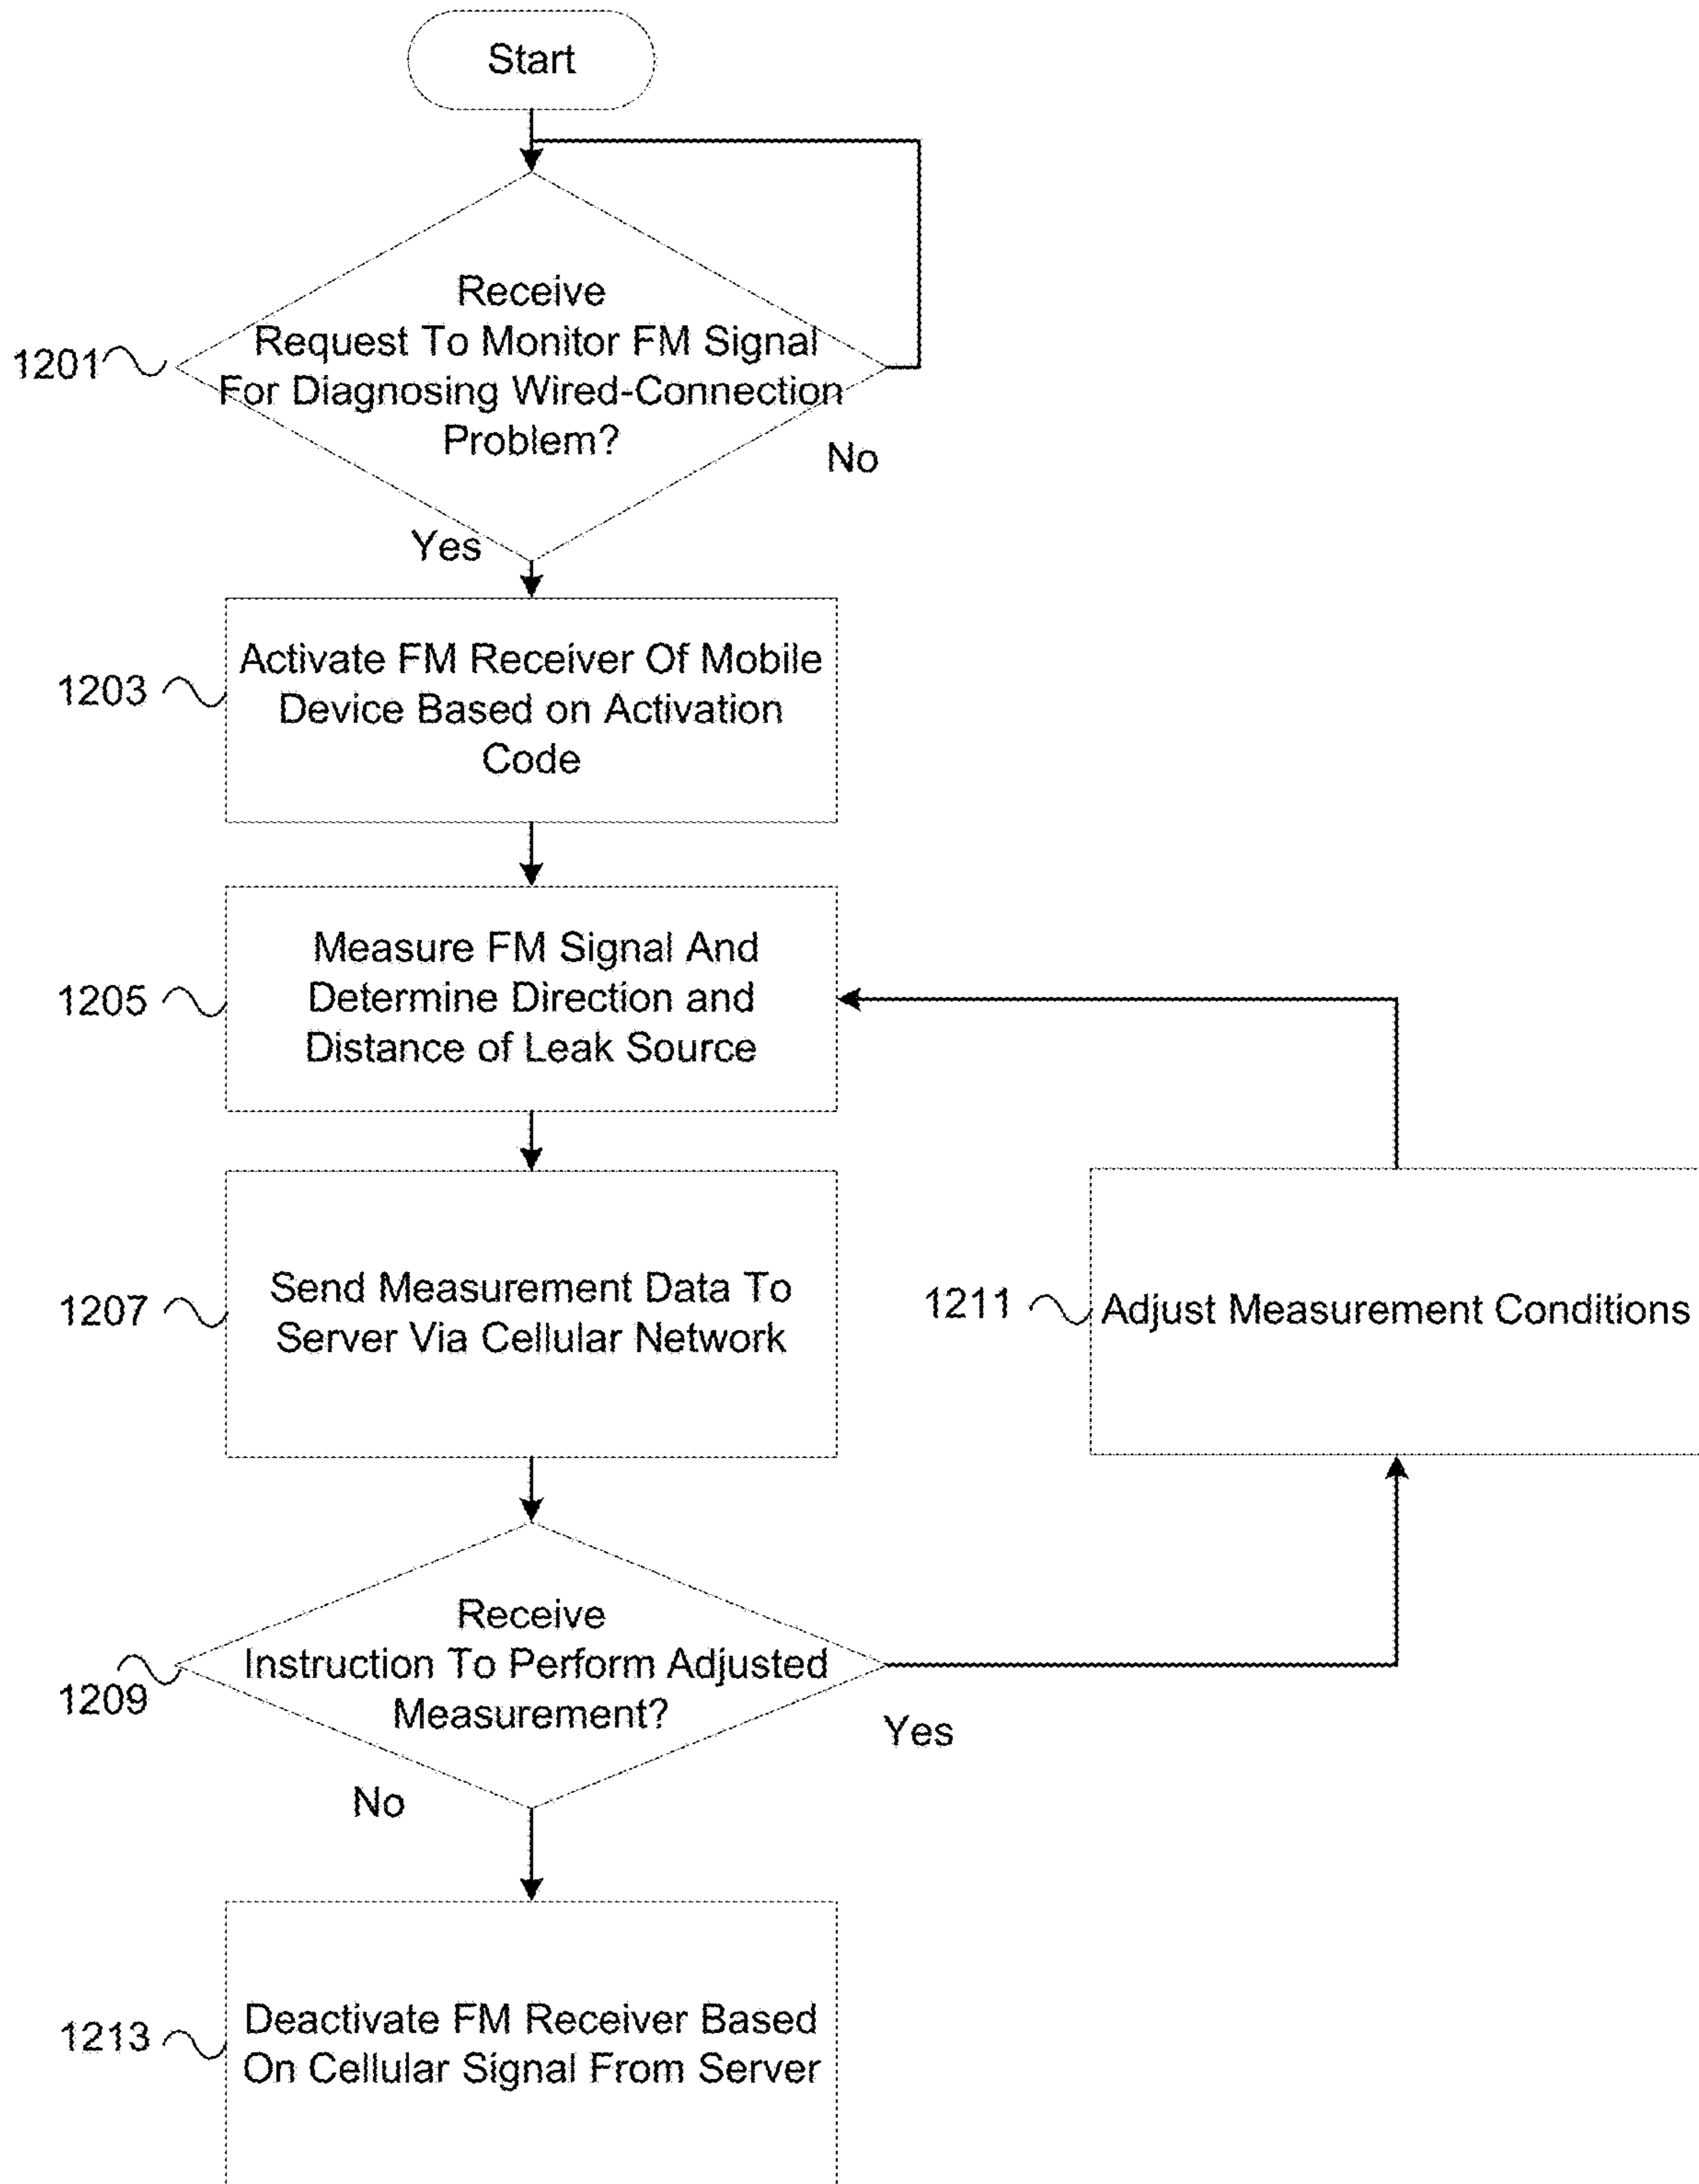 Start
Receive
Request To Monitor FM Signal
For Diagnosing Wired-Connection
Problem?
1201
No
Yes
Activate FM Receiver Of Mobile
Device Based on Activation
Code
1203
Measure FM Signal And
Determine Direction and
Distance of Leak Source
1205
Send Measurement Data To
Server Via Cellular Network
1207
1211
Adjust Measurement Conditions
Receive
Instruction To Perform Adjusted
Measurement?
1209
Yes
No
Deactivate FM Receiver Based
On Cellular Signal From Server
1213